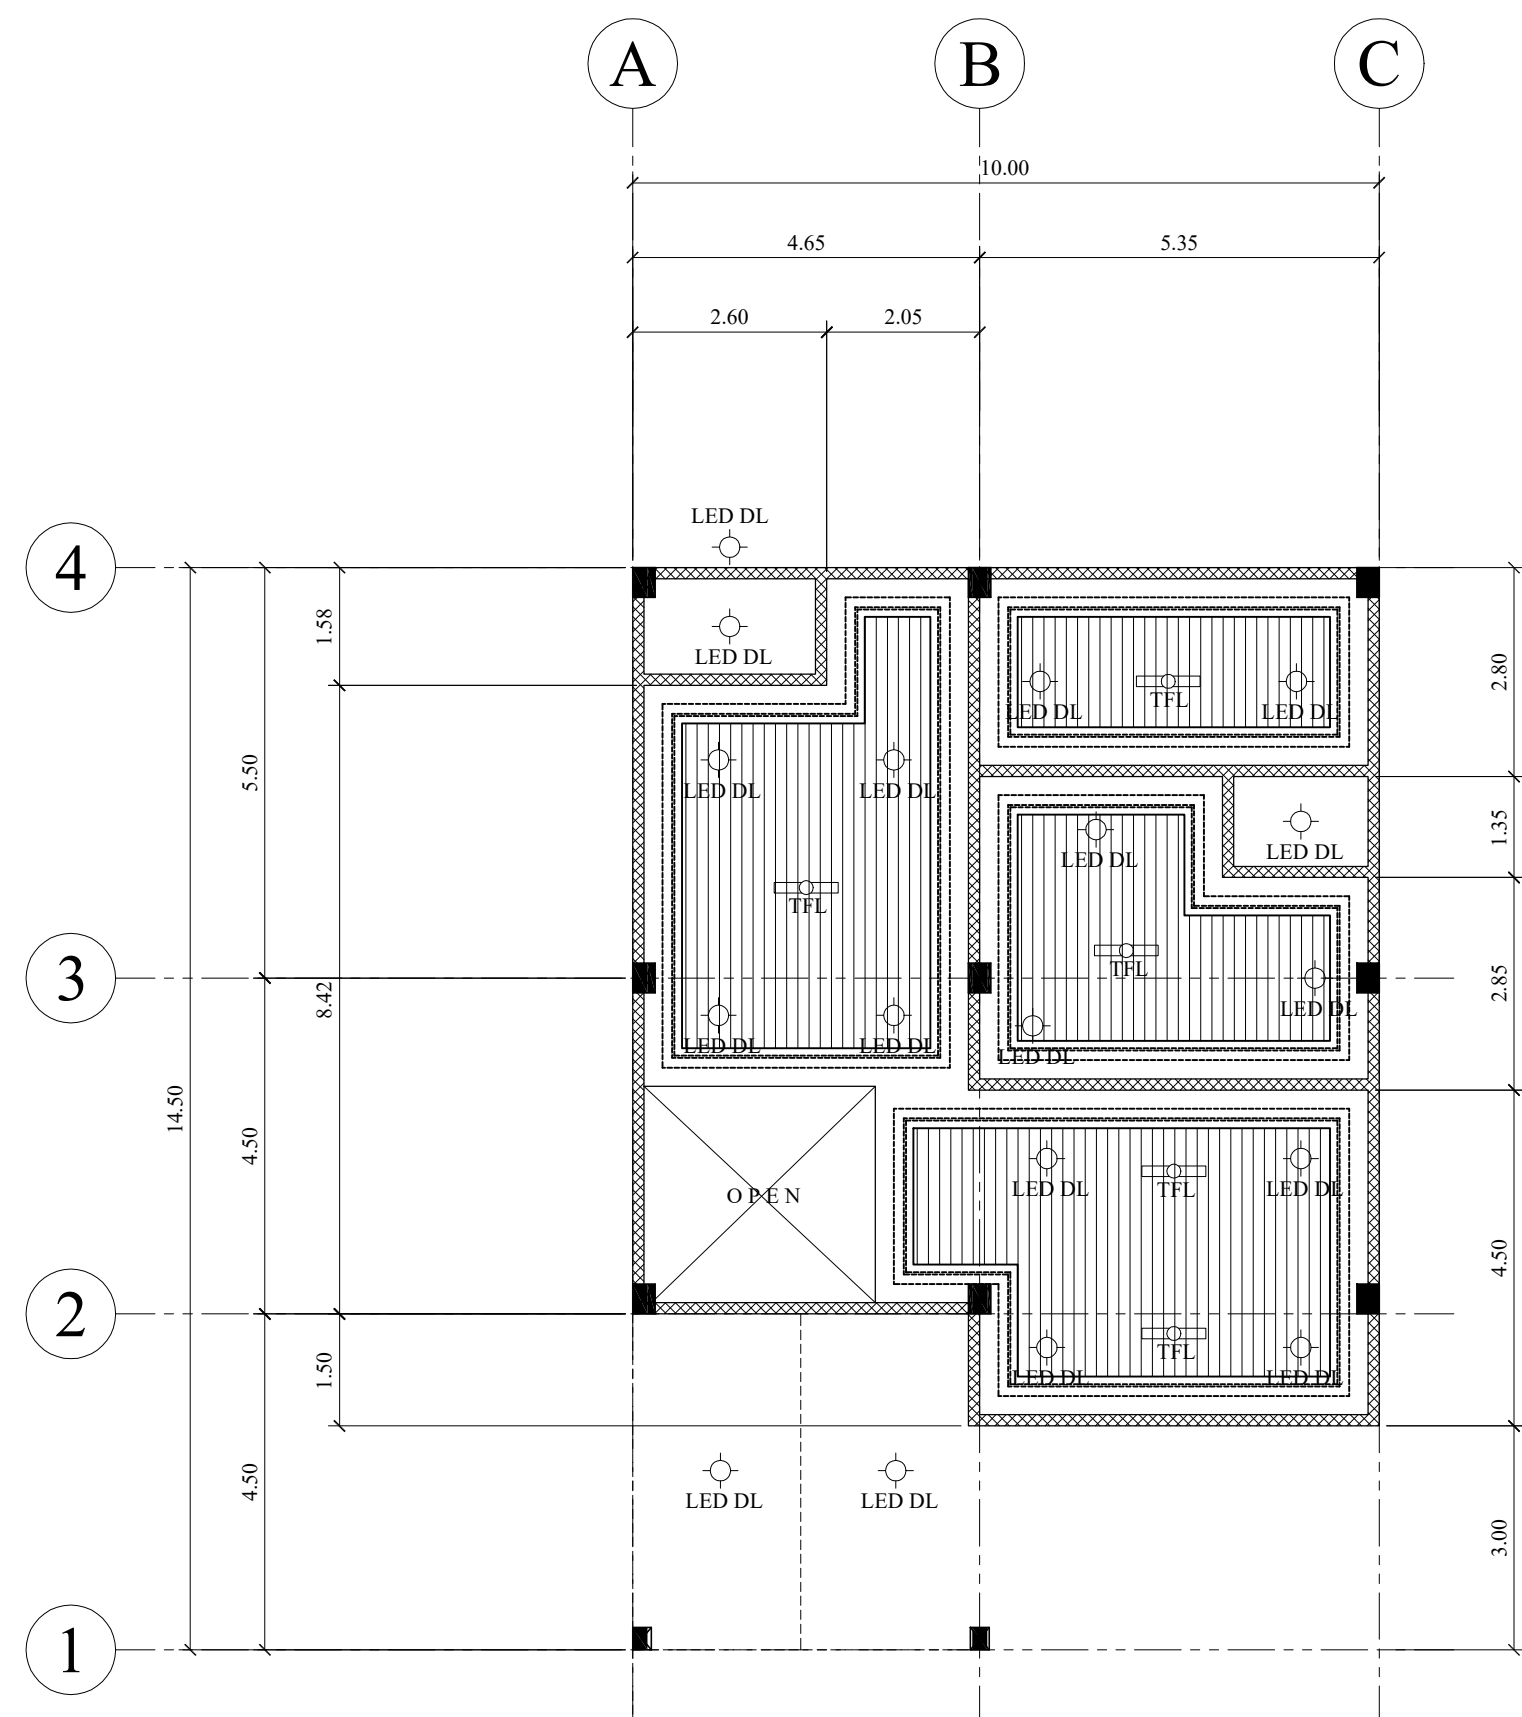 A B C
10.00
4.65 5.35
2.60 2.05
LED DL
4
LED DL
1.58
2.80
LED DL TFL LED DL
5.50
LED DL LED DL
1.35
LED DL LED DL
TFL
TFL
3
8.42
2.85
LED DL
LED DL LED DL LED DL
14.50
4.50
LED DL TFL LED DL
OPEN
4.50
2
1.50
TFL
LED DL LED DL
4.50
LED DL LED DL
3.00
1